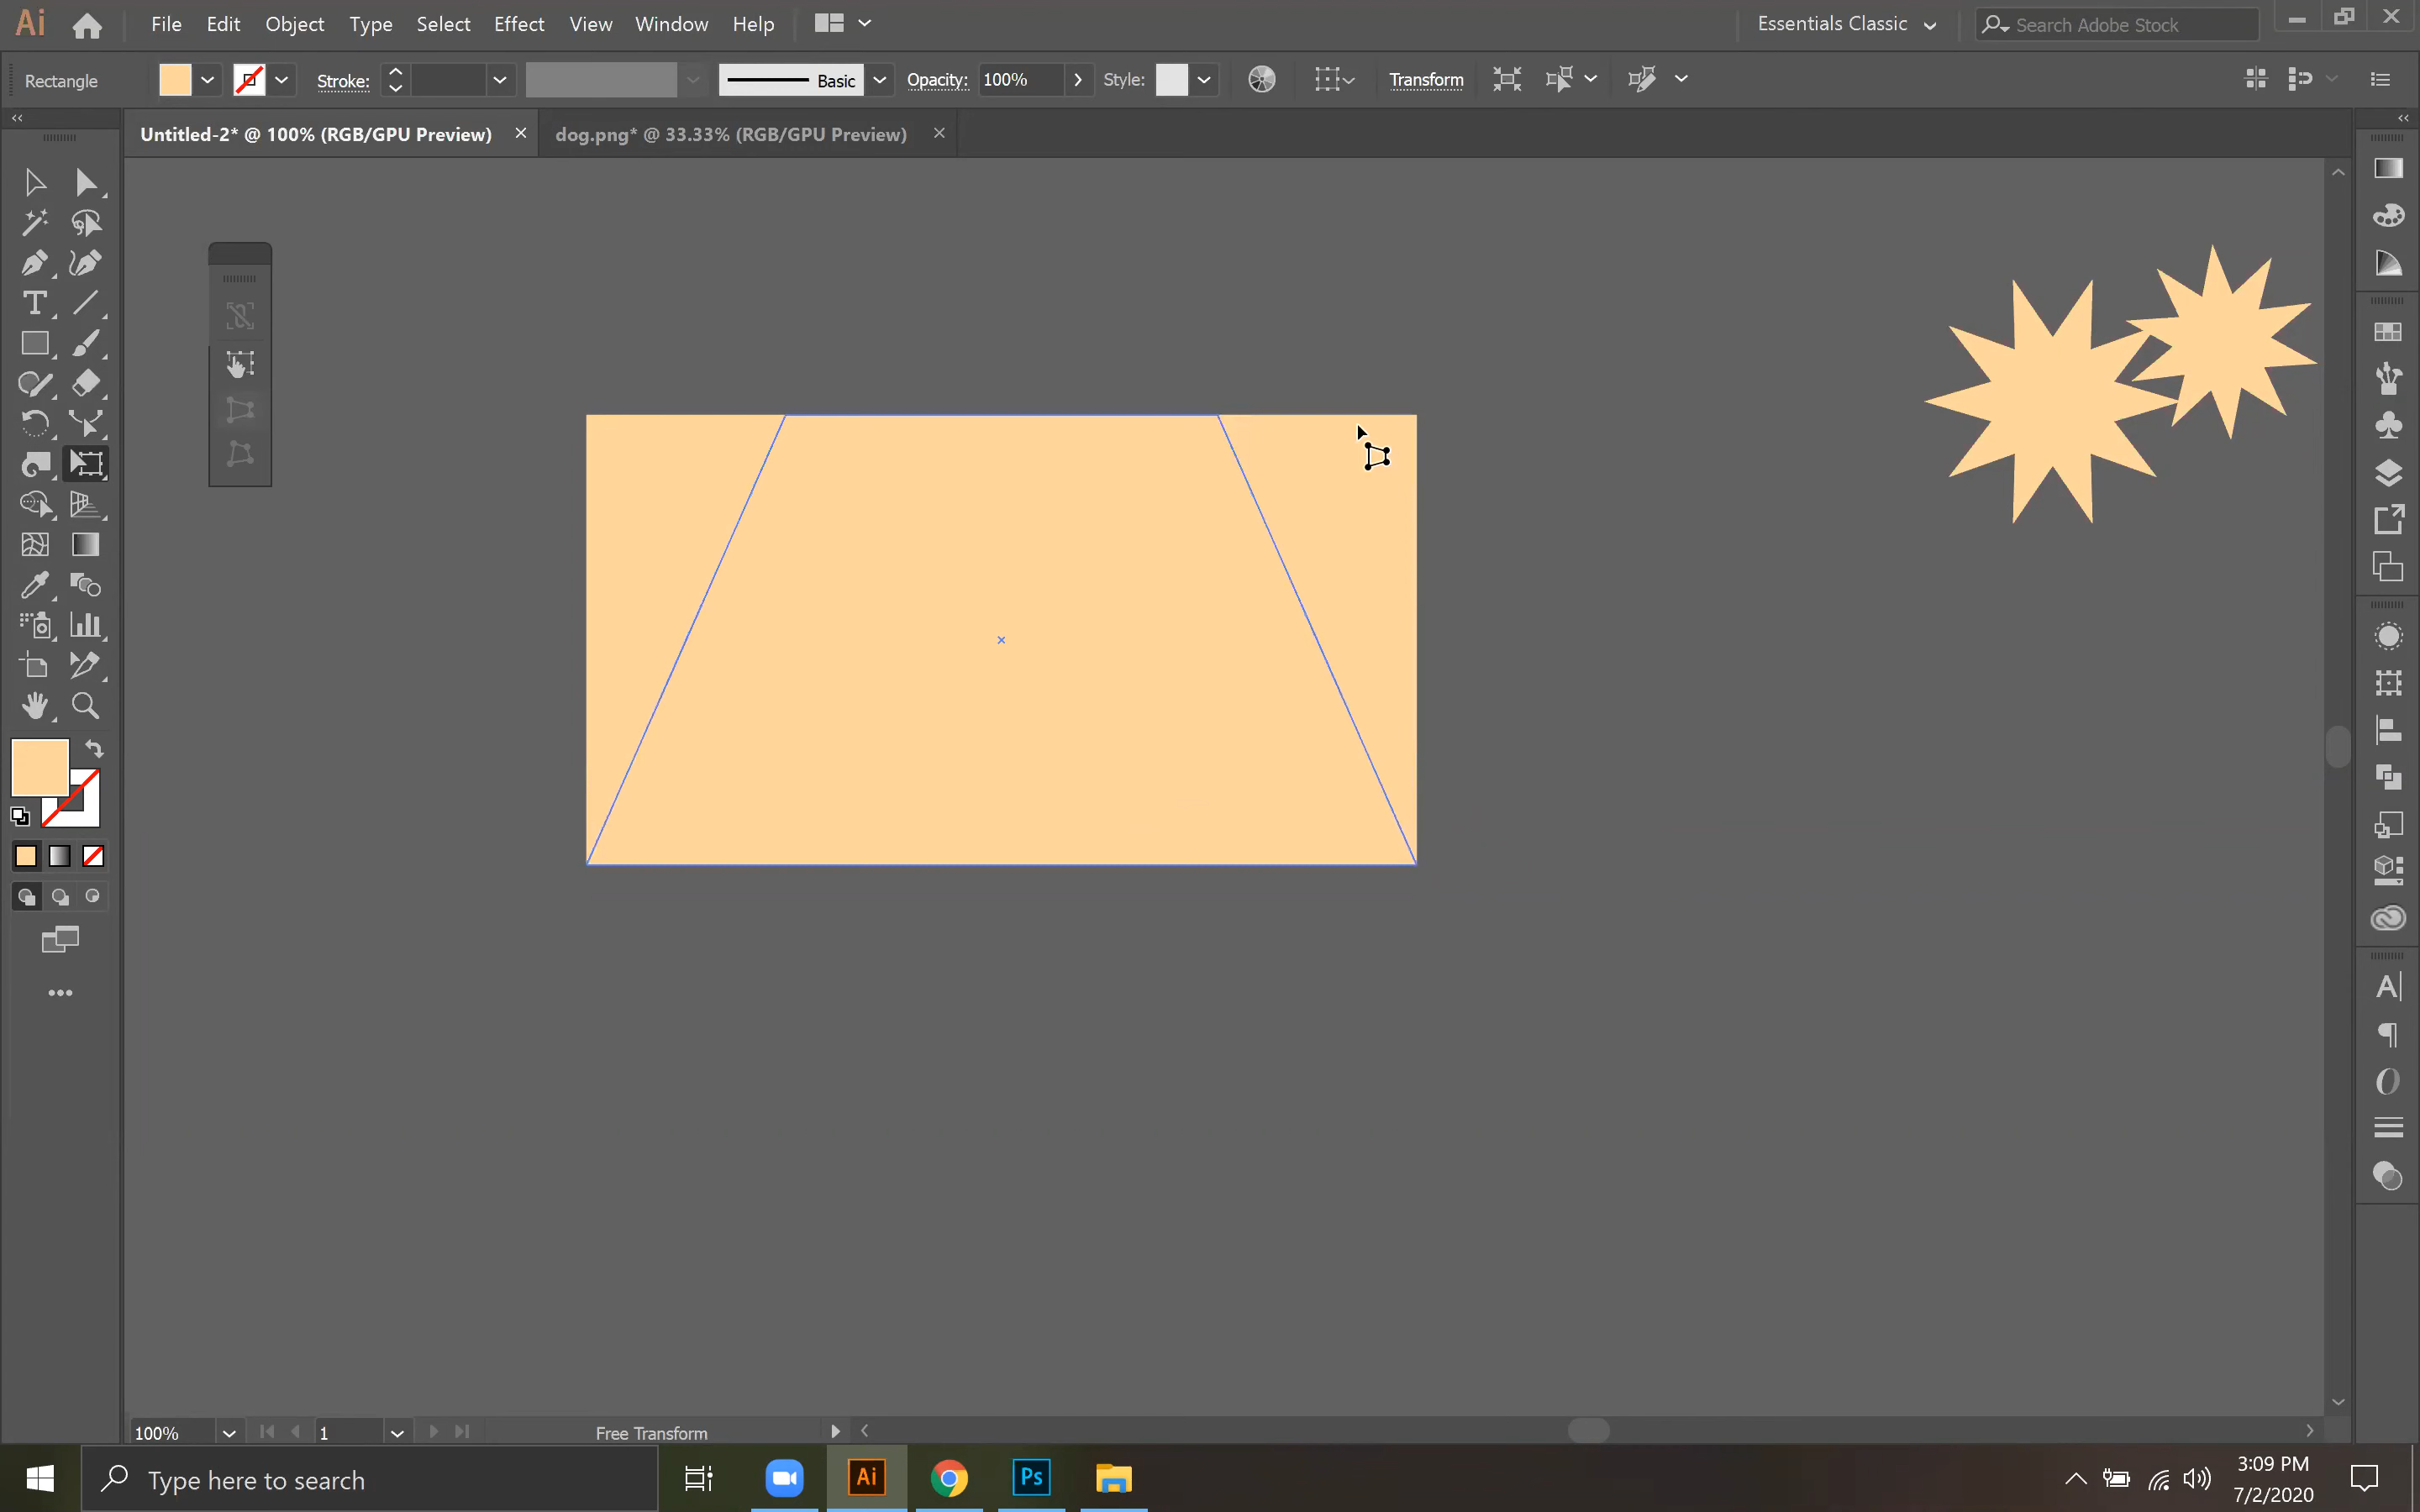 Ai File Edit Object Type Select Effect View Window Help Essentials Classic Search Adobe Stock
Rectangle Stroke: Basic Opacity: 100% Style: Transform
Untitled-2* @ 100% (RGB/GPU Preview) dog.png* @ 33.33% (RGB/GPU Preview)
100% 1 Free Transform
Type here to search Ai Ps 3:09 PM
7/2/2020